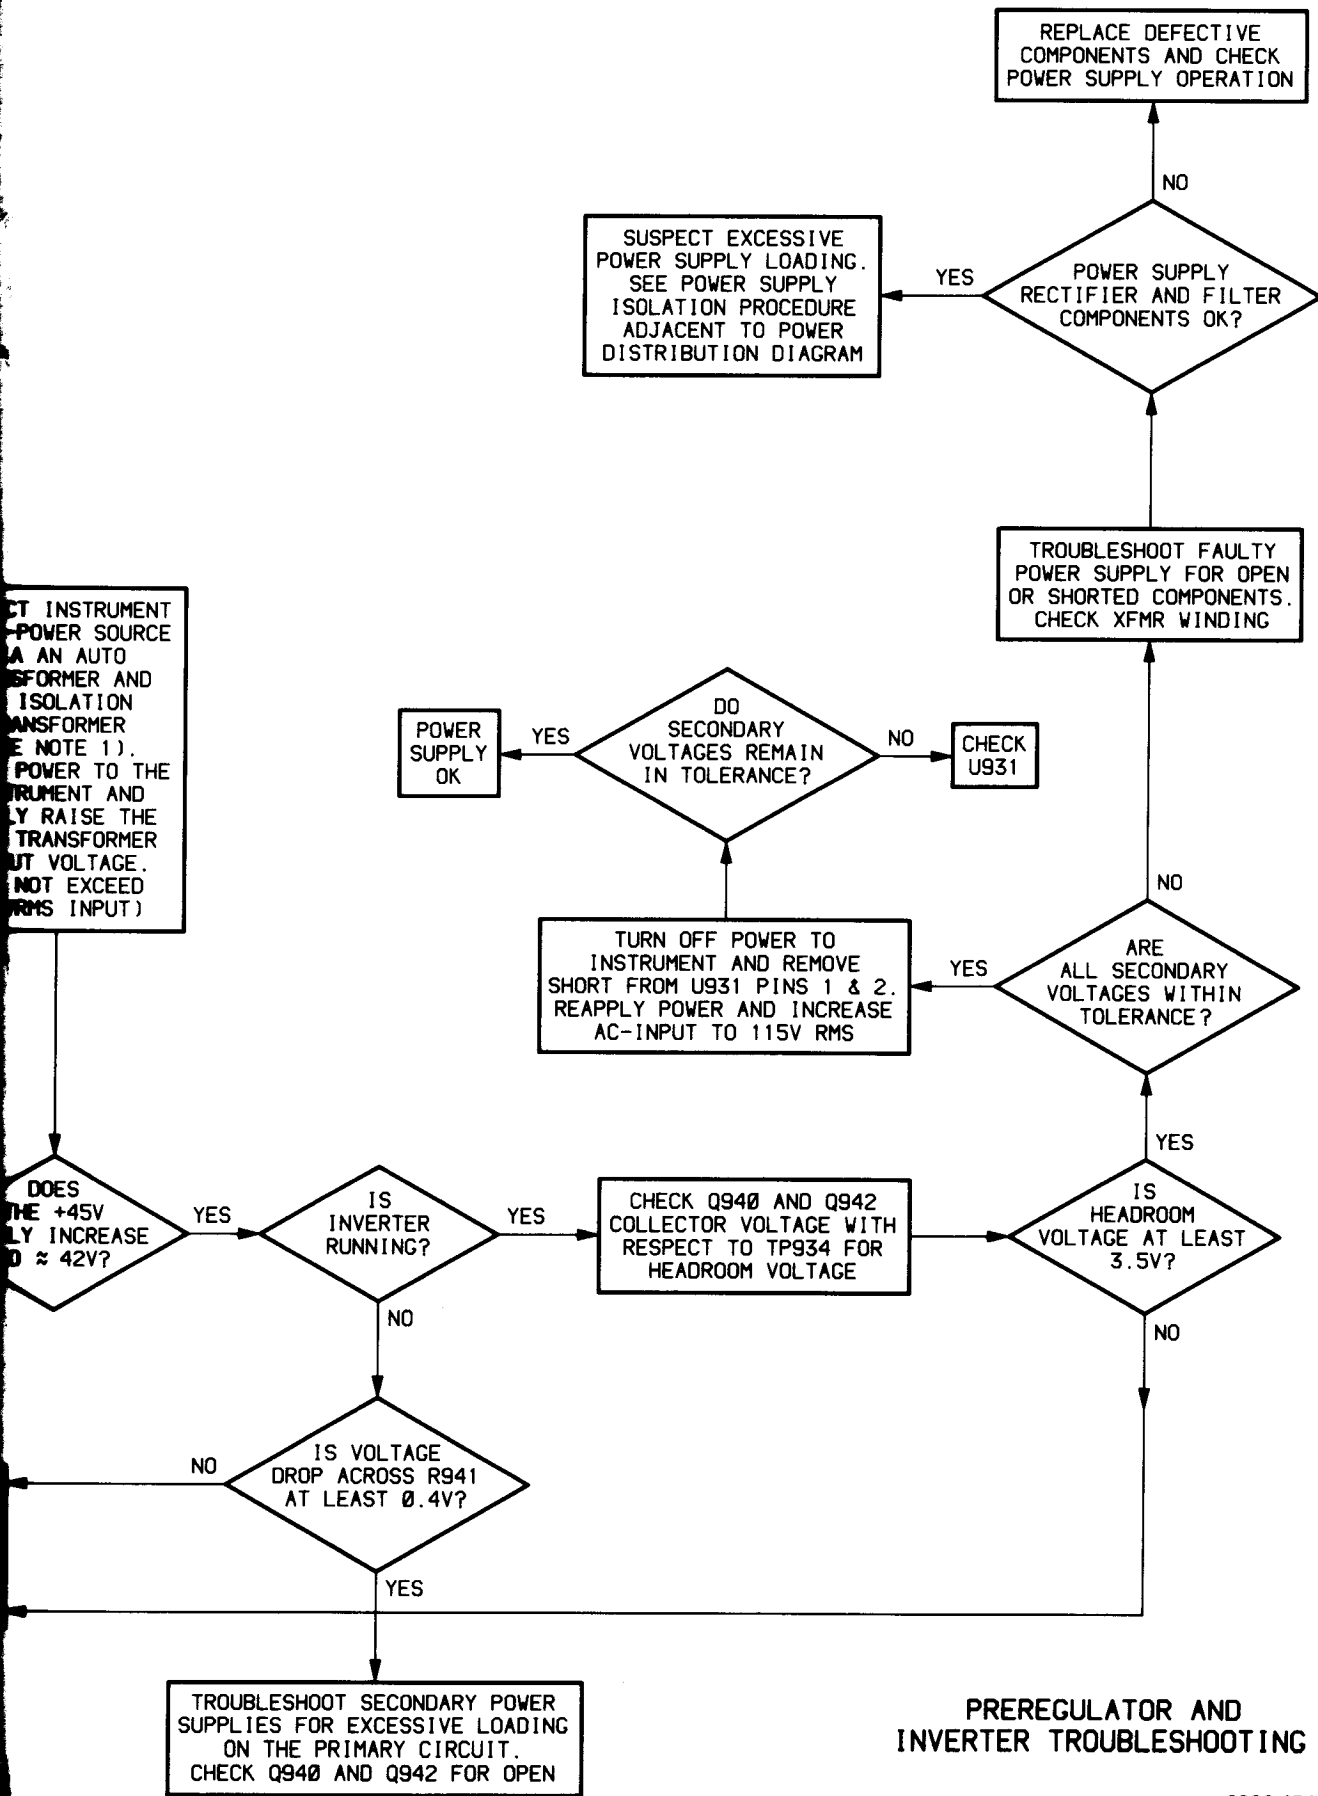 REPLACE DEFECTIVE
COMPONENTS AND CHECK
POWER SUPPLY OPERATION
NO
POWER SUPPLY
RECTIFIER AND FILTER
COMPONENTS OK?
YES
SUSPECT EXCESSIVE
POWER SUPPLY LOADING.
SEE POWER SUPPLY
ISOLATION PROCEDURE
ADJACENT TO POWER
DISTRIBUTION DIAGRAM
TROUBLESHOOT FAULTY
POWER SUPPLY FOR OPEN
OR SHORTED COMPONENTS.
CHECK XFMR WINDING
INSTRUMENT
POWER SOURCE
AN AUTO
AND
ISOLATION
NOTE 1).
POWER TO THE
AND
RAISE THE
TRANSFORMER
VOLTAGE.
NOT EXCEED
INPUT)
POWER
SUPPLY
OK
YES
DO
SECONDARY
VOLTAGES REMAIN
IN TOLERANCE?
NO
CHECK
U931
NO
TURN OFF POWER TO
INSTRUMENT AND REMOVE
SHORT FROM U931 PINS 1 & 2.
REAPPLY POWER AND INCREASE
AC-INPUT TO 115V RMS
YES
ARE
ALL SECONDARY
VOLTAGES WITHIN
TOLERANCE?
YES
DOES
+45V
INCREASE
≈ 42V?
YES
IS
INVERTER
RUNNING?
YES
CHECK Q940 AND Q942
COLLECTOR VOLTAGE WITH
RESPECT TO TP934 FOR
HEADROOM VOLTAGE
IS
HEADROOM
VOLTAGE AT LEAST
3.5V?
NO
NO
NO
IS VOLTAGE
DROP ACROSS R941
AT LEAST 0.4V?
YES
TROUBLESHOOT SECONDARY POWER
SUPPLIES FOR EXCESSIVE LOADING
ON THE PRIMARY CIRCUIT.
CHECK Q940 AND Q942 FOR OPEN
PREREGULATOR AND
INVERTER TROUBLESHOOTING